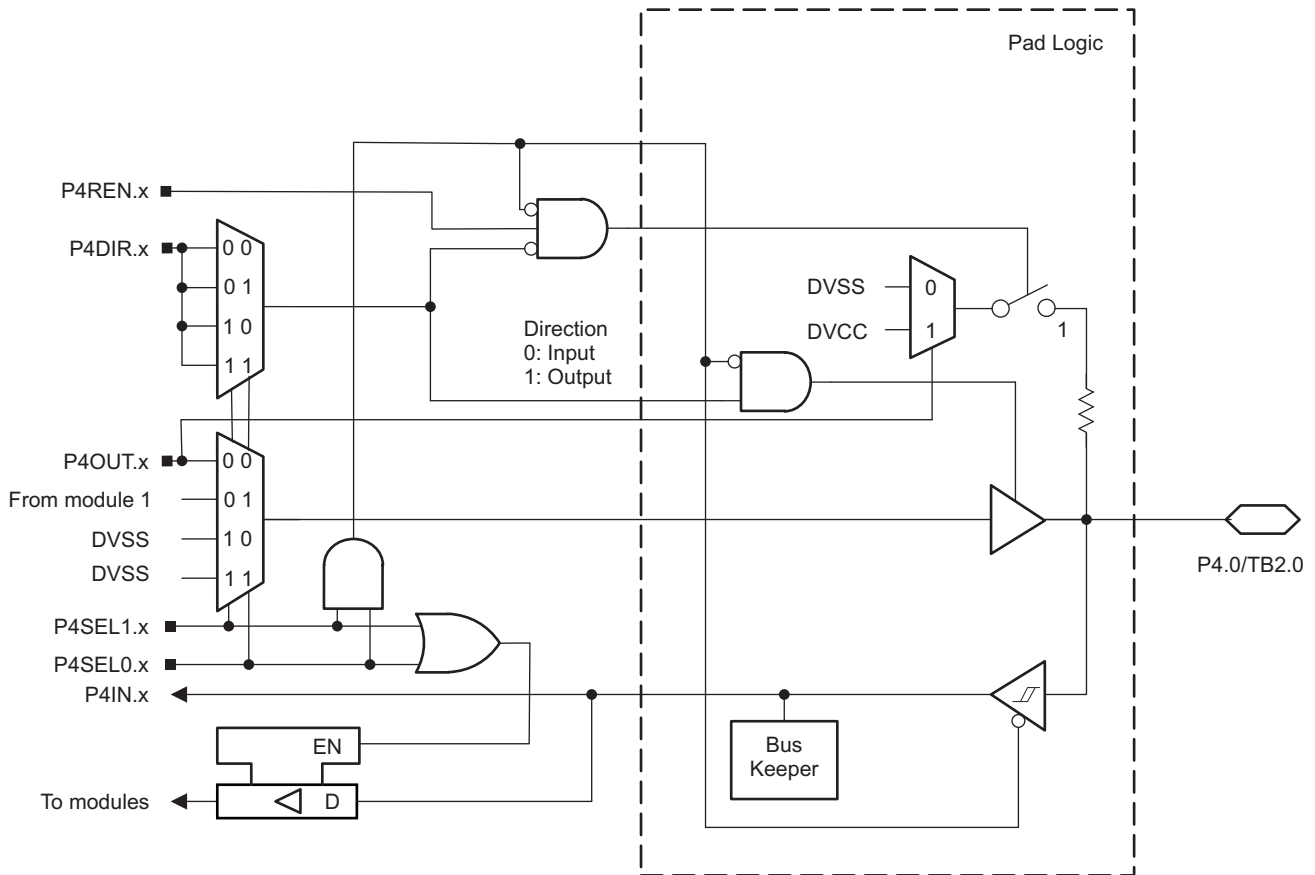 Pad Logic
P4REN.x
P4DIR.x
0 0
0 1
1 0
1 1
Direction
0: Input
1: Output
DVSS
0
DVCC
1
1
P4OUT.x
0 0
From module 1
0 1
DVSS
1 0
DVSS
1 1
P4.0/TB2.0
P4SEL1.x
P4SEL0.x
P4IN.x
EN
Bus
Keeper
To modules
D